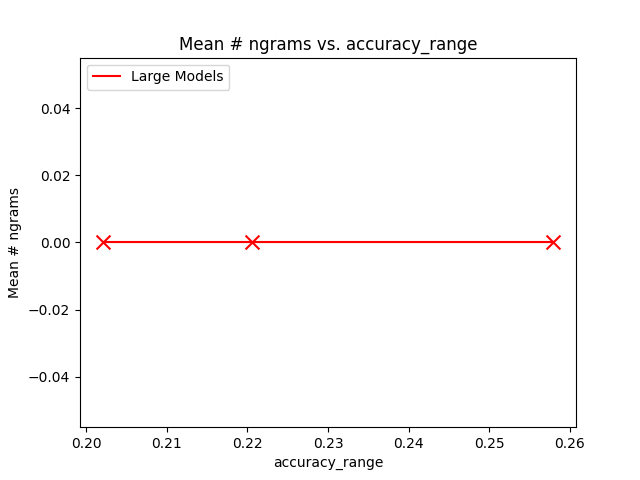 Mean # ngrams vs. accuracy_range
Large Models
0.04
0.02
0.00
−0.02
−0.04
Mean # ngrams
0.20 0.21 0.22 0.23 0.24 0.25 0.26
accuracy_range